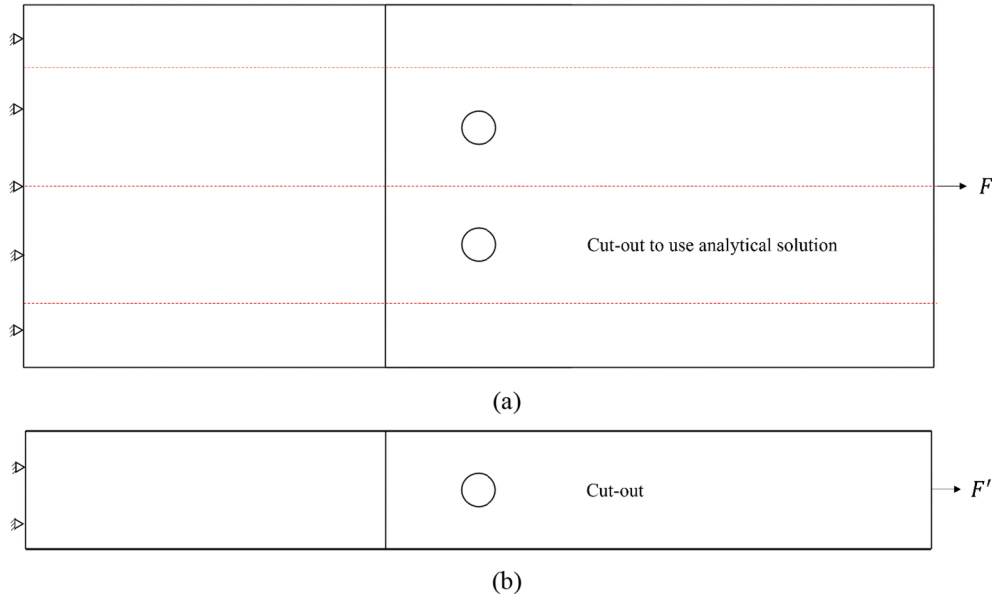 F
Cut-out to use analytical solution
(a)
Cut-out
F′
(b)